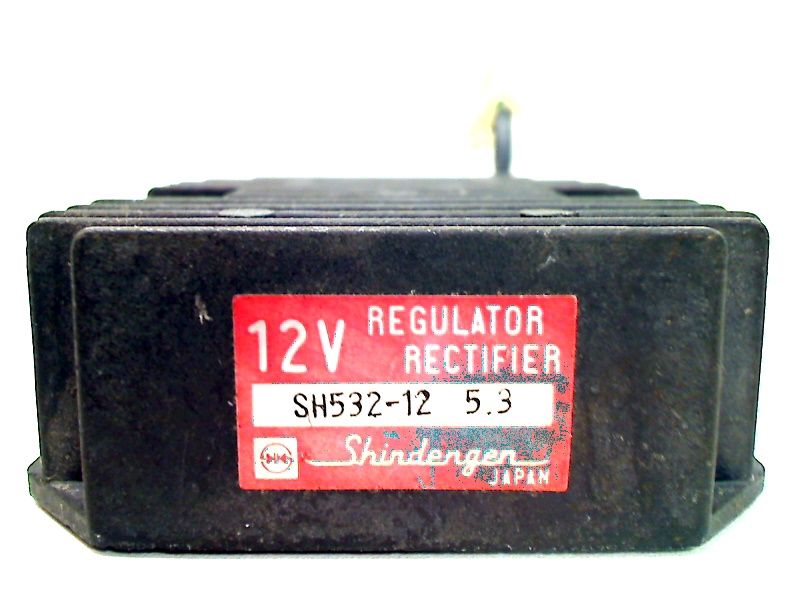 12V REGULATOR
RECTIFIER
SH532-12 5.3
Shindengen
JAPAN